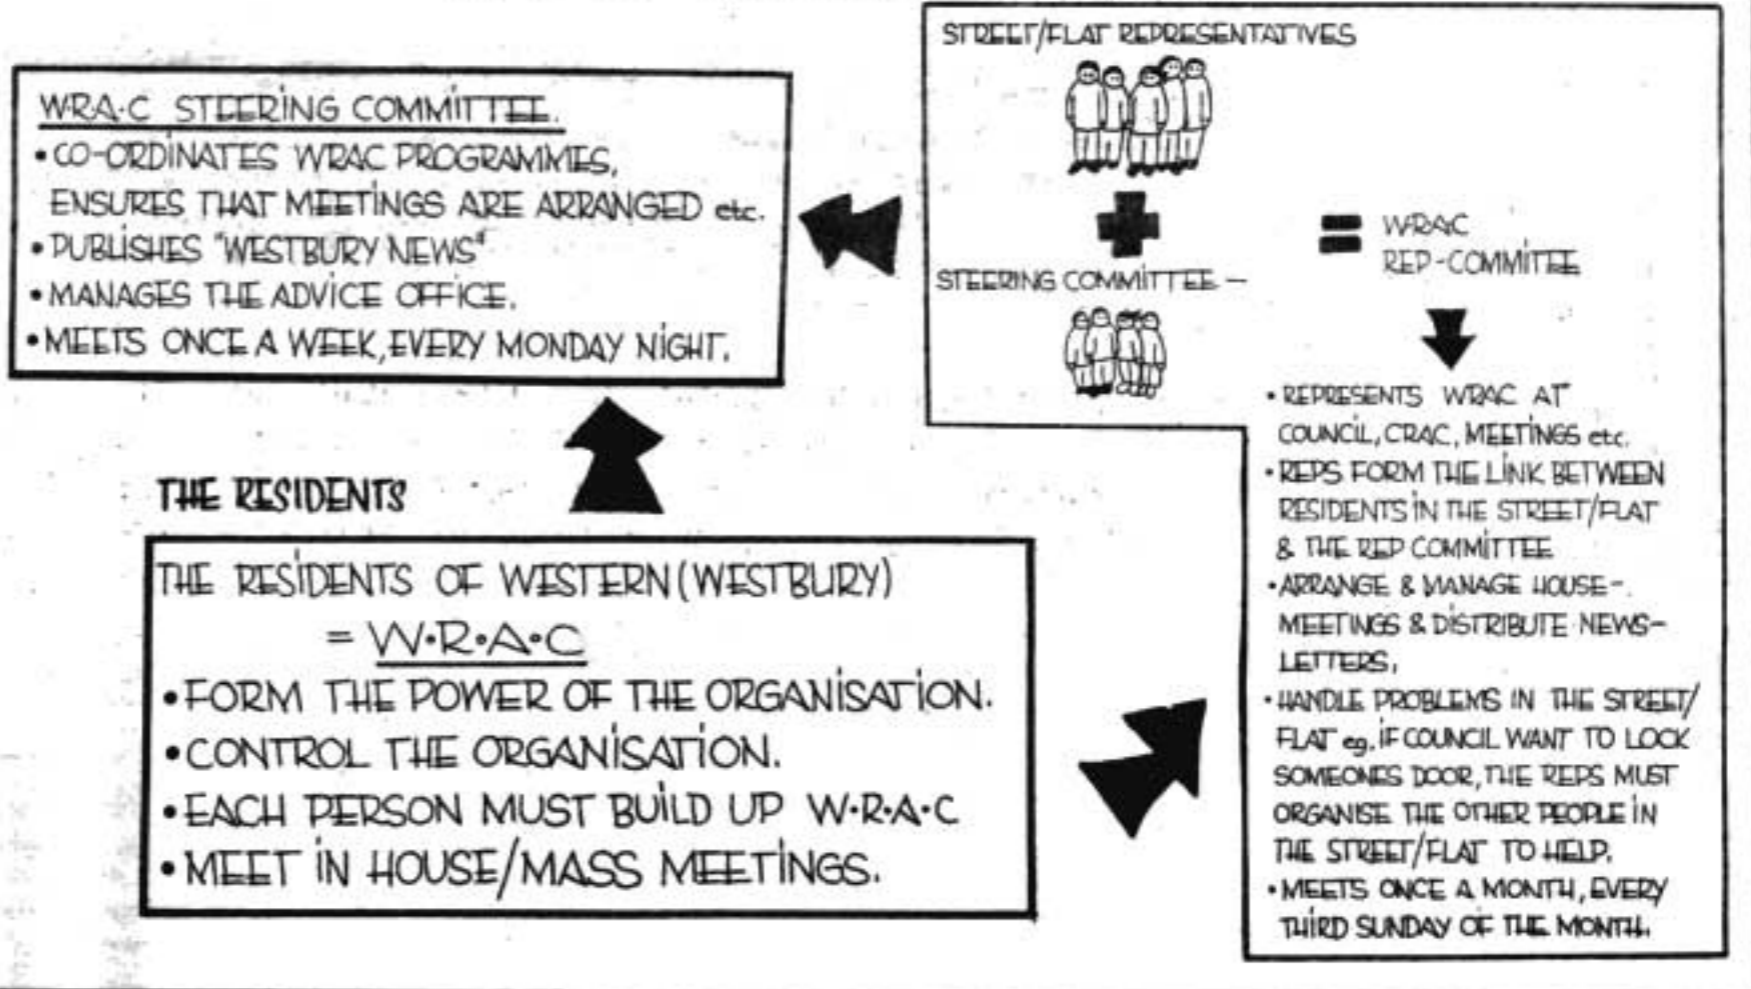 W.R.A.C STEERING COMMITTEE.
• CO-ORDINATES WRAC PROGRAMMES,
ENSURES THAT MEETINGS ARE ARRANGED etc.
• PUBLISHES "WESTBURY NEWS"
• MANAGES THE ADVICE OFFICE.
• MEETS ONCE A WEEK, EVERY MONDAY NIGHT.
STREET/FLAT REPRESENTATIVES
STEERING COMMITTEE –
= WRAC
REP-COMMITEE
• REPRESENTS WRAC AT
COUNCIL, CRAC, MEETINGS etc.
• REPS FORM THE LINK BETWEEN
RESIDENTS IN THE STREET/FLAT
& THE REP COMMITTEE
• ARRANGE & MANAGE HOUSE-
MEETINGS & DISTRIBUTE NEWS-
LETTERS,
• HANDLE PROBLEMS IN THE STREET/
FLAT eg. IF COUNCIL WANT TO LOCK
SOMEONES DOOR, THE REPS MUST
ORGANISE THE OTHER PEOPLE IN
THE STREET/FLAT TO HELP.
• MEETS ONCE A MONTH, EVERY
THIRD SUNDAY OF THE MONTH.
THE RESIDENTS
THE RESIDENTS OF WESTERN (WESTBURY)
= W.R.A.C
• FORM THE POWER OF THE ORGANISATION.
• CONTROL THE ORGANISATION.
• EACH PERSON MUST BUILD UP W.R.A.C
• MEET IN HOUSE/MASS MEETINGS.